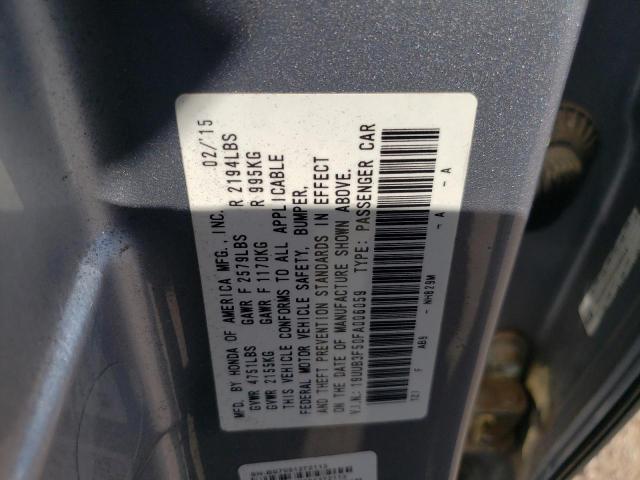 MFD. BY HONDA OF AMERICA MFG., INC. 02/'15
GVWR 4751LBS GAWR F 2579LBS R 2194LBS
GVWR 2155KG GAWR F 1170KG R 995KG
THIS VEHICLE CONFORMS TO ALL APPLICABLE
FEDERAL MOTOR VEHICLE SAFETY, BUMPER,
AND THEFT PREVENTION STANDARDS IN EFFECT
ON THE DATE OF MANUFACTURE SHOWN ABOVE.
V.I.N.: 19UUB3F50FA006059 TYPE: PASSENGER CAR
121 F AB9 - NH829M - A - A